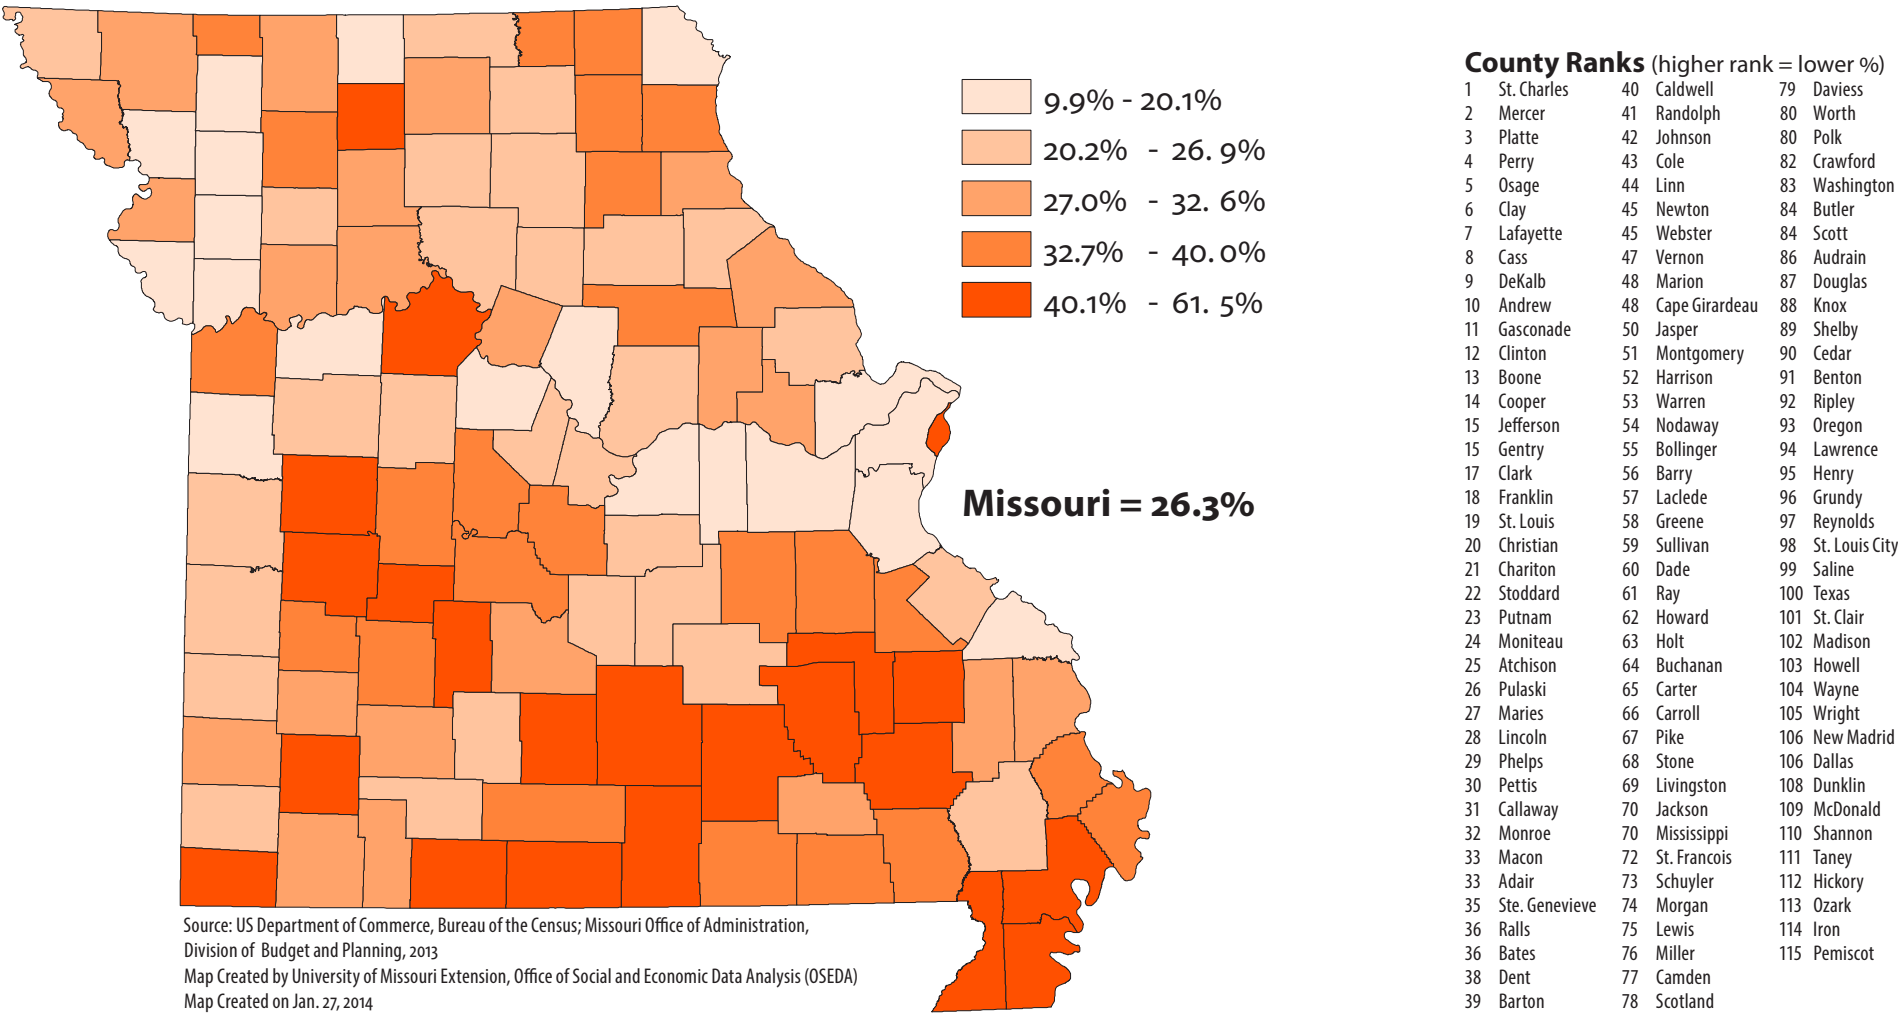 9.9% - 20.1%
20.2% - 26. 9%
27.0% - 32. 6%
32.7% - 40.0%
40.1% - 61. 5%
Missouri = 26.3%
Source: US Department of Commerce, Bureau of the Census; Missouri Office of Administration,
Division of Budget and Planning, 2013
Map Created by University of Missouri Extension, Office of Social and Economic Data Analysis (OSEDA)
Map Created on Jan. 27, 2014
County Ranks (higher rank = lower %)
1 St. Charles
2 Mercer
3 Platte
4 Perry
5 Osage
6 Clay
7 Lafayette
8 Cass
9 DeKalb
10 Andrew
11 Gasconade
12 Clinton
13 Boone
14 Cooper
15 Jefferson
15 Gentry
17 Clark
18 Franklin
19 St. Louis
20 Christian
21 Chariton
22 Stoddard
23 Putnam
24 Moniteau
25 Atchison
26 Pulaski
27 Maries
28 Lincoln
29 Phelps
30 Pettis
31 Callaway
32 Monroe
33 Macon
33 Adair
35 Ste. Genevieve
36 Ralls
36 Bates
38 Dent
39 Barton
40 Caldwell
41 Randolph
42 Johnson
43 Cole
44 Linn
45 Newton
45 Webster
47 Vernon
48 Marion
48 Cape Girardeau
50 Jasper
51 Montgomery
52 Harrison
53 Warren
54 Nodaway
55 Bollinger
56 Barry
57 Laclede
58 Greene
59 Sullivan
60 Dade
61 Ray
62 Howard
63 Holt
64 Buchanan
65 Carter
66 Carroll
67 Pike
68 Stone
69 Livingston
70 Jackson
70 Mississippi
72 St. Francois
73 Schuyler
74 Morgan
75 Lewis
76 Miller
77 Camden
78 Scotland
79 Daviess
80 Worth
80 Polk
82 Crawford
83 Washington
84 Butler
84 Scott
86 Audrain
87 Douglas
88 Knox
89 Shelby
90 Cedar
91 Benton
92 Ripley
93 Oregon
94 Lawrence
95 Henry
96 Grundy
97 Reynolds
98 St. Louis City
99 Saline
100 Texas
101 St. Clair
102 Madison
103 Howell
104 Wayne
105 Wright
106 New Madrid
106 Dallas
108 Dunklin
109 McDonald
110 Shannon
111 Taney
112 Hickory
113 Ozark
114 Iron
115 Pemiscot